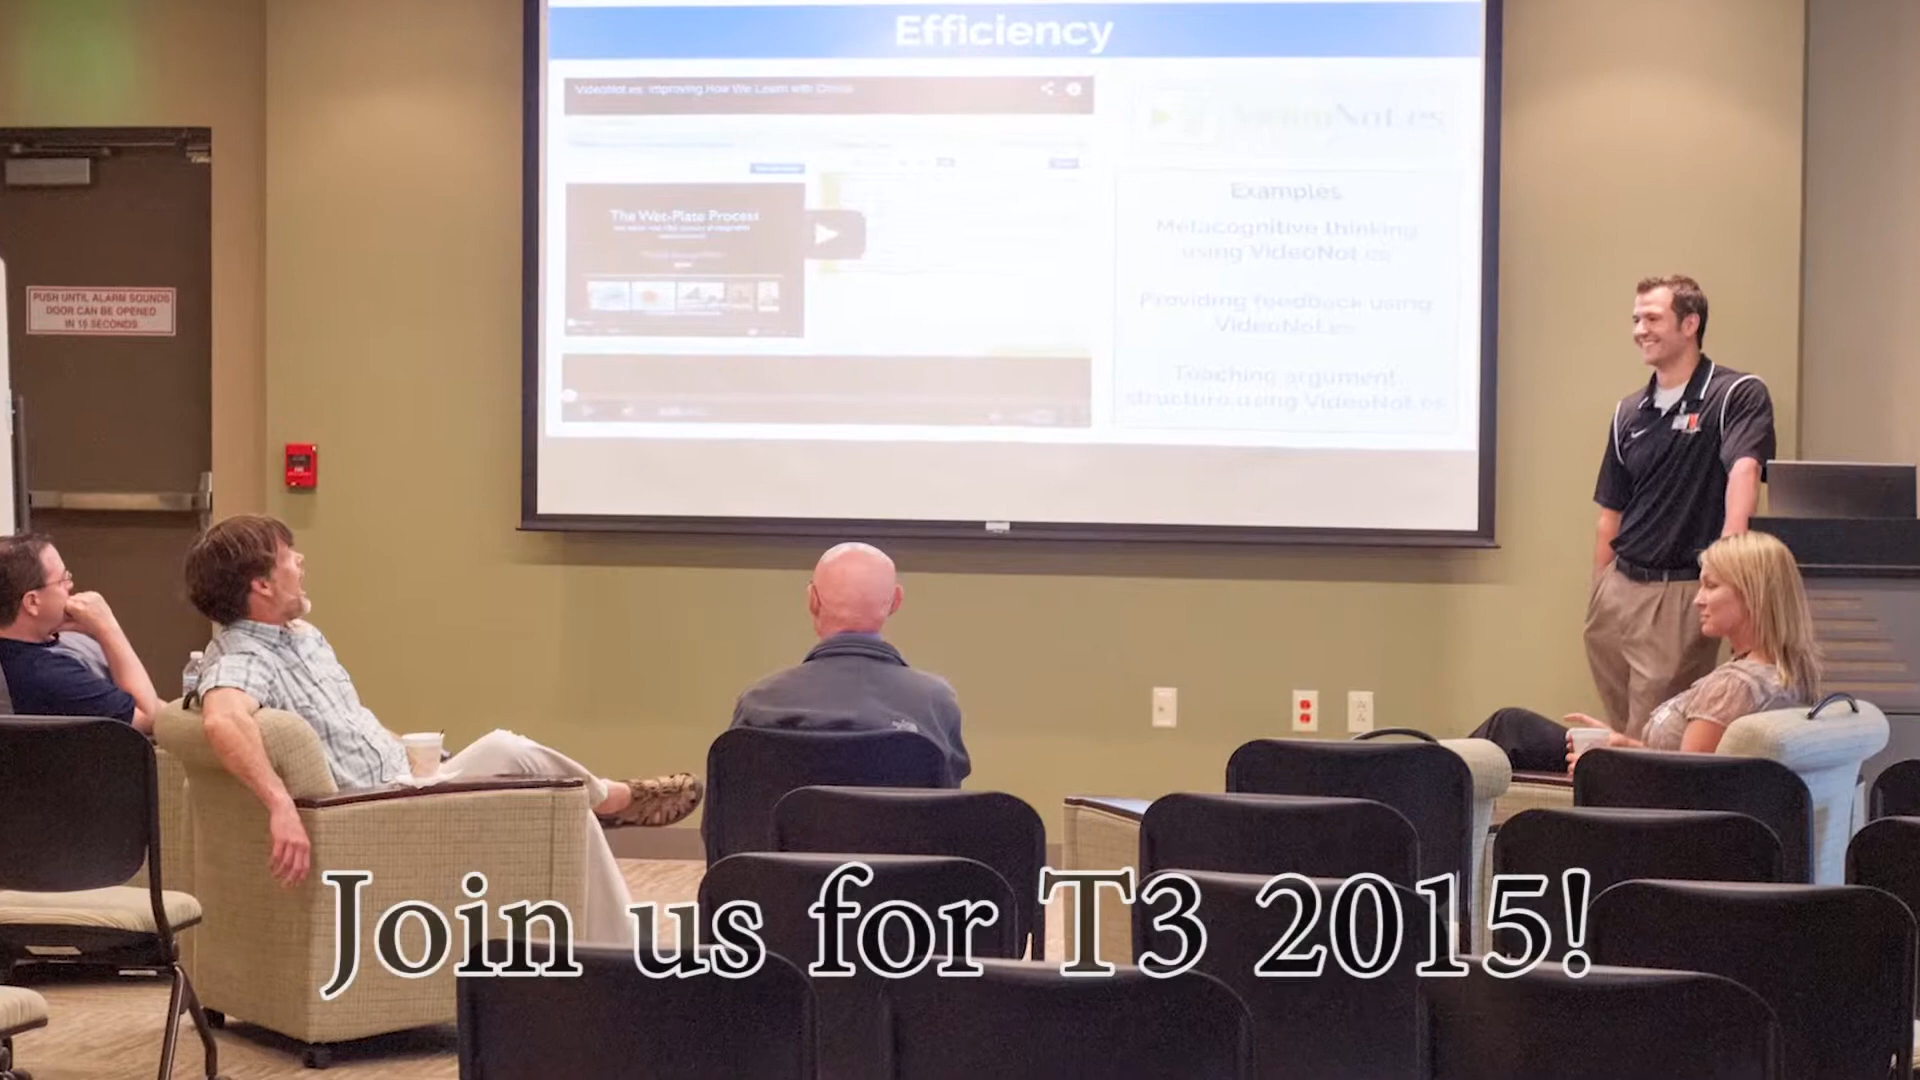 Efficiency
VideoNot.es: Improving How We Learn with Online
VideoNot.es
The Wet-Plate Process
Examples
Metacognitive thinking
using VideoNot.es
Providing feedback using
VideoNot.es
Teaching argument
structure using VideoNot.es
PUSH UNTIL ALARM SOUNDS
DOOR CAN BE OPENED
IN 15 SECONDS
Join us for T3 2015!